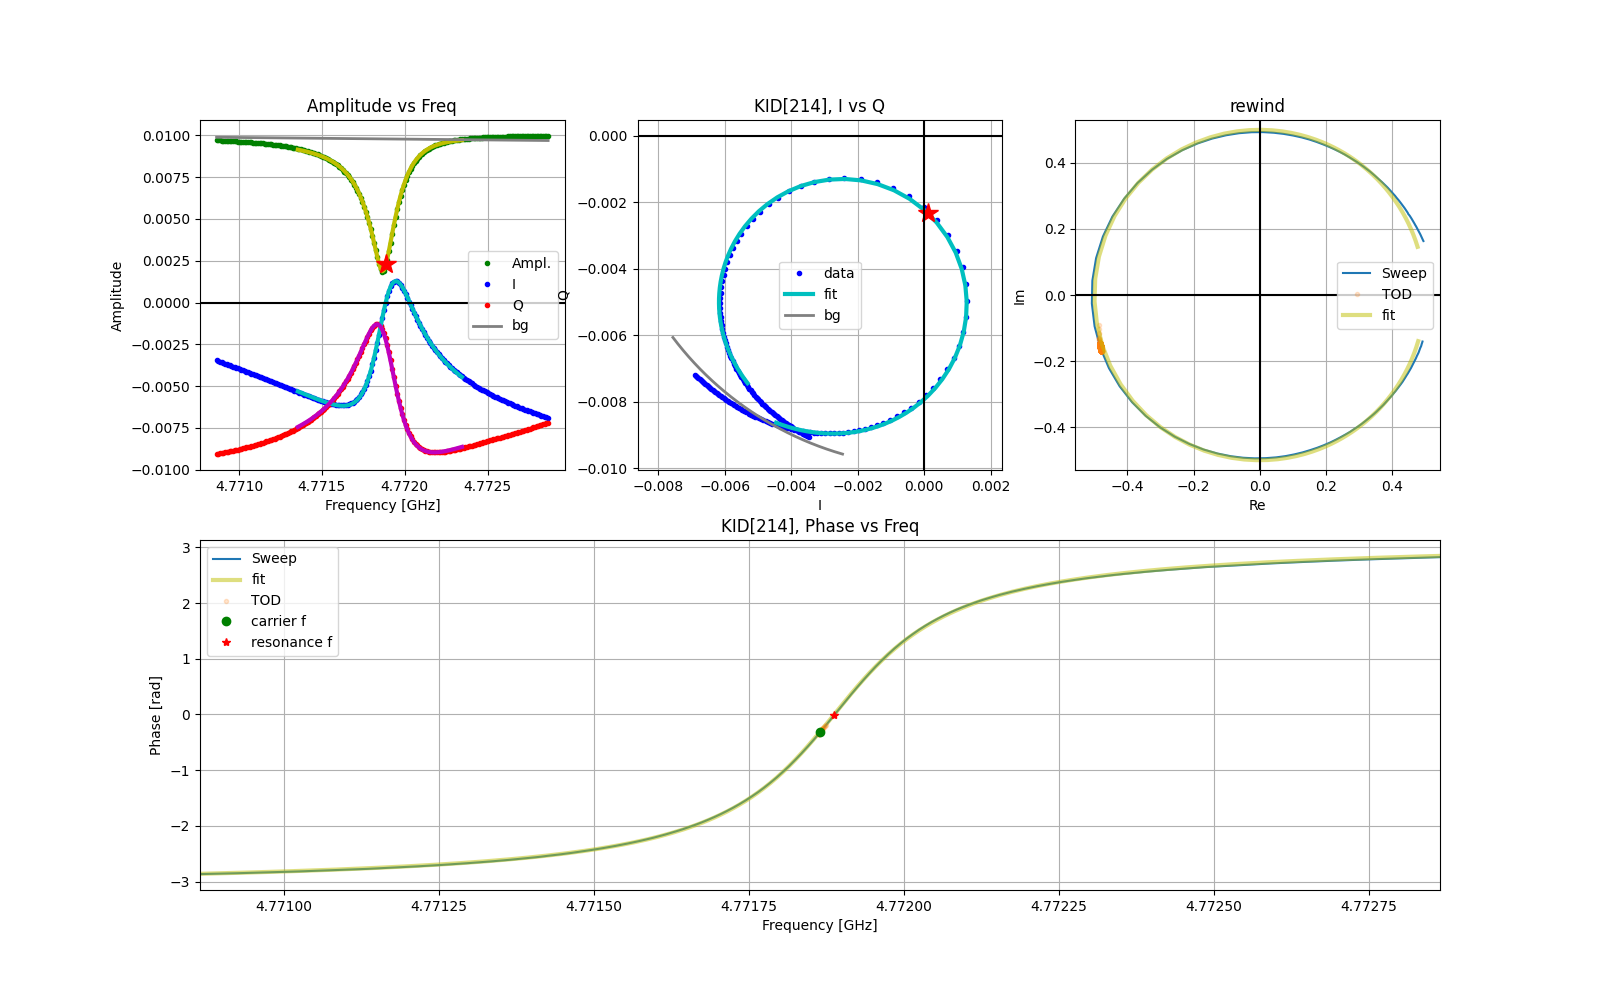 Amplitude vs Freq
KID[214], I vs Q
rewind
0.0100
0.0075
0.0050
0.0025
0.0000
−0.0025
−0.0050
−0.0075
−0.0100
Amplitude
Ampl.
I
Q
bg
4.7710 4.7715 4.7720 4.7725
Frequency [GHz]
0.000
−0.002
−0.004
−0.006
−0.008
−0.010
Q
data
fit
bg
−0.008 −0.006 −0.004 −0.002 0.000 0.002
I
0.4
0.2
0.0
−0.2
−0.4
Im
Sweep
TOD
fit
−0.4 −0.2 0.0 0.2 0.4
Re
KID[214], Phase vs Freq
3
2
1
0
−1
−2
−3
Phase [rad]
Sweep
fit
TOD
carrier f
resonance f
4.77100 4.77125 4.77150 4.77175 4.77200 4.77225 4.77250 4.77275
Frequency [GHz]